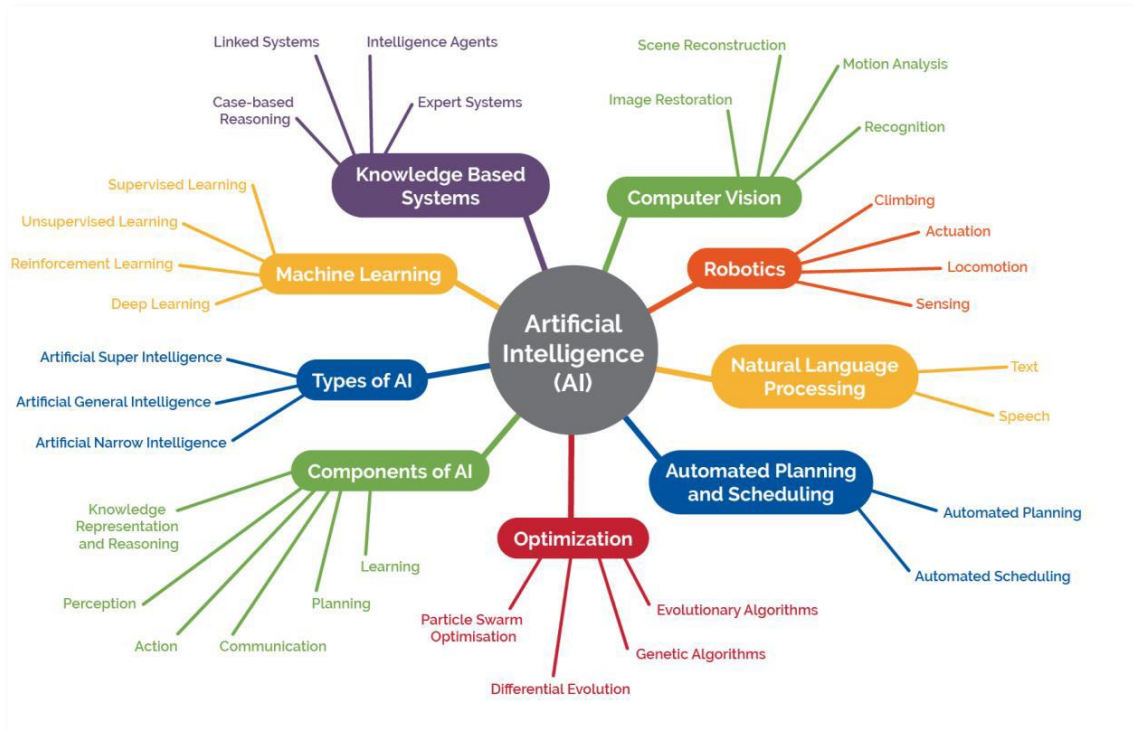 Linked Systems
Intelligence Agents
Case-based
Reasoning
Expert Systems
Knowledge Based
Systems
Scene Reconstruction
Motion Analysis
Image Restoration
Recognition
Computer Vision
Supervised Learning
Unsupervised Learning
Reinforcement Learning
Deep Learning
Machine Learning
Climbing
Actuation
Locomotion
Sensing
Robotics
Artificial
Intelligence
(AI)
Artificial Super Intelligence
Artificial General Intelligence
Artificial Narrow Intelligence
Types of AI
Natural Language
Processing
Text
Speech
Components of AI
Knowledge
Representation
and Reasoning
Perception
Action
Communication
Planning
Learning
Automated Planning
and Scheduling
Automated Planning
Automated Scheduling
Optimization
Particle Swarm
Optimisation
Differential Evolution
Genetic Algorithms
Evolutionary Algorithms